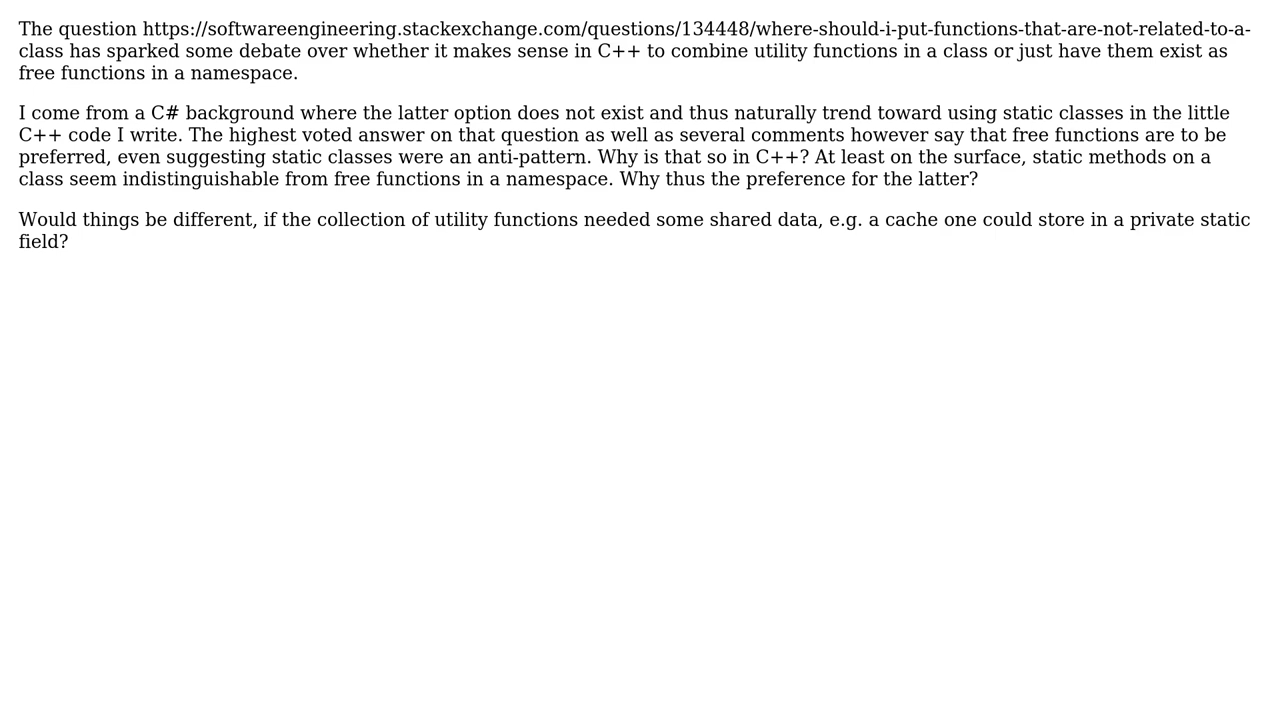 The question https://softwareengineering.stackexchange.com/questions/134448/where-should-i-put-functions-that-are-not-related-to-a-
class has sparked some debate over whether it makes sense in C++ to combine utility functions in a class or just have them exist as
free functions in a namespace.
I come from a C# background where the latter option does not exist and thus naturally trend toward using static classes in the little
C++ code I write. The highest voted answer on that question as well as several comments however say that free functions are to be
preferred, even suggesting static classes were an anti-pattern. Why is that so in C++? At least on the surface, static methods on a
class seem indistinguishable from free functions in a namespace. Why thus the preference for the latter?
Would things be different, if the collection of utility functions needed some shared data, e.g. a cache one could store in a private static
field?